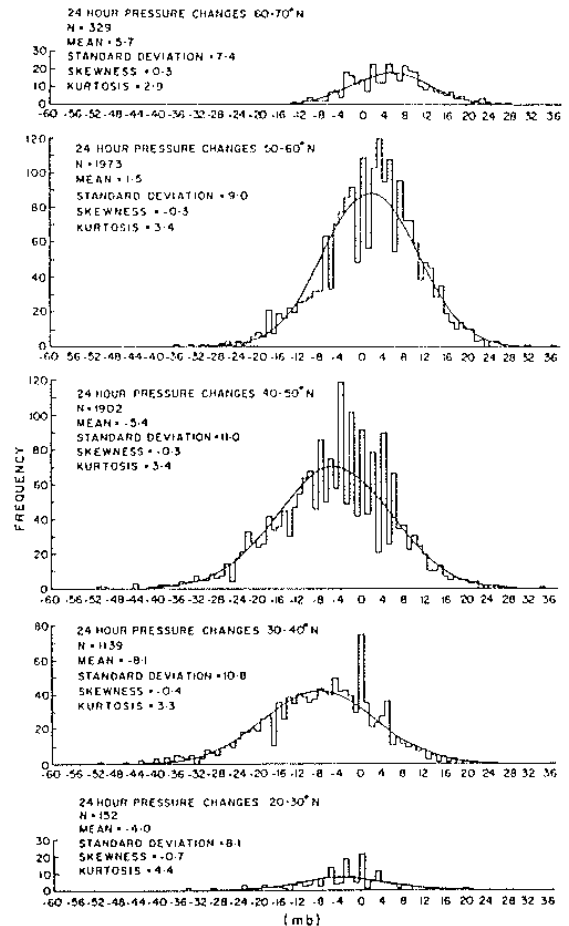 24 HOUR PRESSURE CHANGES 60-70°N
N = 329
MEAN = 5·7
STANDARD DEVIATION = 7·4
SKEWNESS = 0·3
KURTOSIS = 2·9
30
20
10
0
-60 -56 -52 -48 -44 -40 -36 -32 -28 -24 -20 -16 -12 -8 -4 0 4 8 12 16 20 24 28 32 36
24 HOUR PRESSURE CHANGES 50-60°N
N = 1973
MEAN = 1·5
STANDARD DEVIATION = 9·0
SKEWNESS = -0·3
KURTOSIS = 3·4
120
100
80
60
40
20
0
-60 -56 -52 -48 -44 -40 -36 -32 -28 -24 -20 -16 -12 -8 -4 0 4 8 12 16 20 24 28 32 36
24 HOUR PRESSURE CHANGES 40-50°N
N = 1902
MEAN = -5·4
STANDARD DEVIATION = 11·0
SKEWNESS = -0·3
KURTOSIS = 3·4
120
100
80
60
40
20
0
FREQUENCY
-60 -56 -52 -48 -44 -40 -36 -32 -28 -24 -20 -16 -12 -8 -4 0 4 8 12 16 20 24 28 32 36
24 HOUR PRESSURE CHANGES 30-40°N
N = 1139
MEAN = -8·1
STANDARD DEVIATION = 10·8
SKEWNESS = -0·4
KURTOSIS = 3·3
80
60
40
20
0
-60 -56 -52 -48 -44 -40 -36 -32 -28 -24 -20 -16 -12 -8 -4 0 4 8 12 16 20 24 28 32 36
24 HOUR PRESSURE CHANGES 20-30°N
N = 152
MEAN = -4·0
STANDARD DEVIATION = 8·1
SKEWNESS = -0·7
KURTOSIS = 4·4
30
20
10
0
-60 -56 -52 -48 -44 -40 -36 -32 -28 -24 -20 -16 -12 -8 -4 0 4 8 12 16 20 24 28 32 36
(mb)